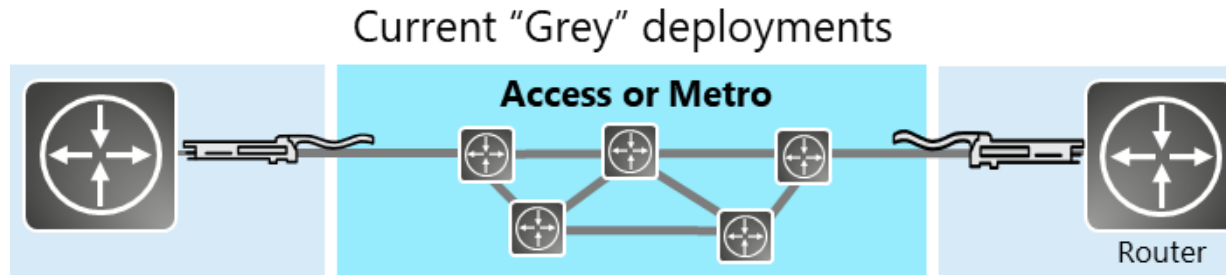 Current “Grey” deployments
Access or Metro
Router